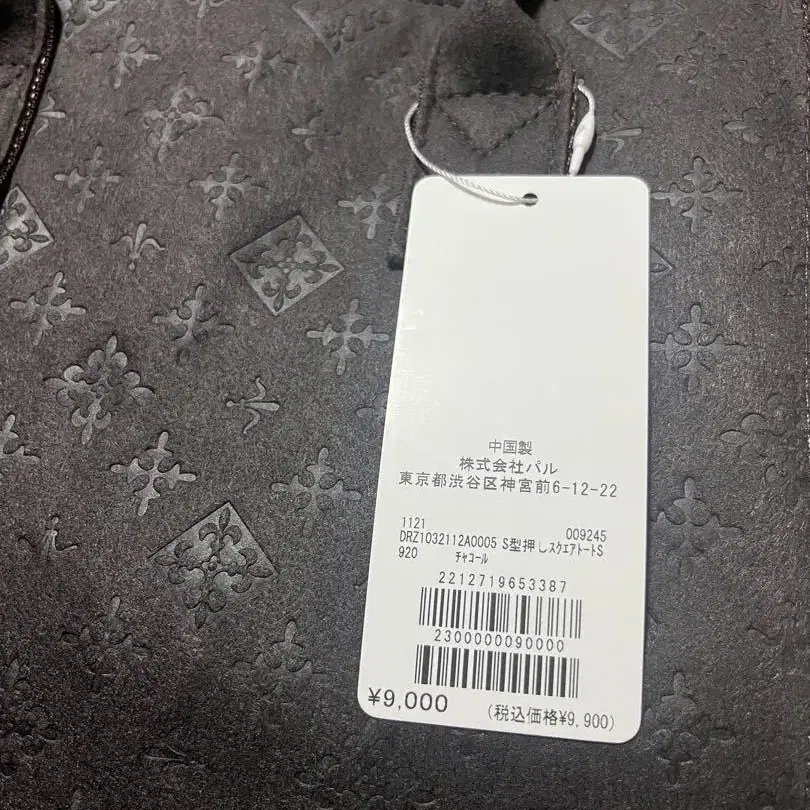 中国製
株式会社パル
東京都渋谷区神宮前6-12-22
1121 009245
DRZ1032112A0005 S型押しスクエアトートS
920 チャコール
2212719653387
2300000090000
¥9,000 (税込価格¥9,900)